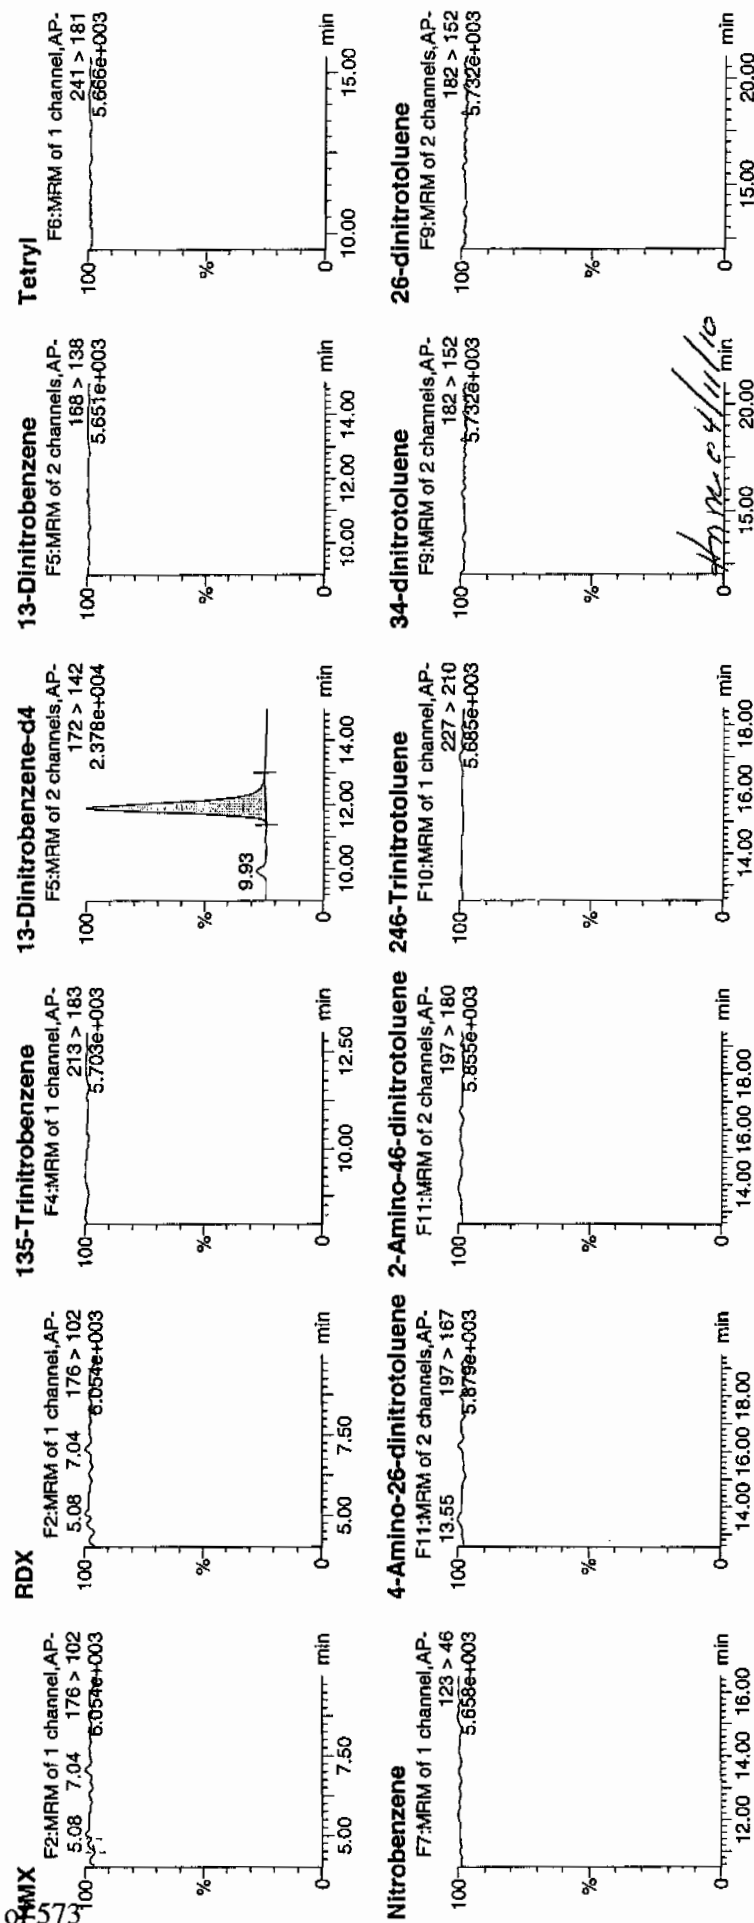 HMX
F2:MRM of 1 channel,AP-
5.08 7.04 176 > 102
6.054e+003
100
%
0
5.00 7.50 min
RDX
F2:MRM of 1 channel,AP-
5.08 7.04 176 > 102
6.054e+003
100
%
0
5.00 7.50 min
135-Trinitrobenzene
F4:MRM of 1 channel,AP-
213 > 183
5.703e+003
100
%
0
10.00 12.50 min
13-Dinitrobenzene-d4
F5:MRM of 2 channels,AP-
172 > 142
2.378e+004
100
%
9.93
0
10.00 12.00 14.00 min
13-Dinitrobenzene
F5:MRM of 2 channels,AP-
168 > 138
5.651e+003
100
%
0
10.00 12.00 14.00 min
Tetryl
F6:MRM of 1 channel,AP-
241 > 181
5.666e+003
100
%
0
10.00 15.00 min
Nitrobenzene
F7:MRM of 1 channel,AP-
123 > 46
5.658e+003
100
%
0
12.00 14.00 16.00 min
4-Amino-26-dinitrotoluene
F11:MRM of 2 channels,AP-
13.55 197 > 167
5.879e+003
100
%
0
14.00 16.00 18.00 min
2-Amino-46-dinitrotoluene
F11:MRM of 2 channels,AP-
197 > 180
5.855e+003
100
%
0
14.00 16.00 18.00 min
246-Trinitrotoluene
F10:MRM of 1 channel,AP-
227 > 210
5.685e+003
100
%
0
14.00 16.00 18.00 min
34-dinitrotoluene
F9:MRM of 2 channels,AP-
182 > 152
5.732e+003
100
%
0
15.00 20.00 min
04/11/10
26-dinitrotoluene
F9:MRM of 2 channels,AP-
182 > 152
5.732e+003
100
%
0
15.00 20.00 min
of 573